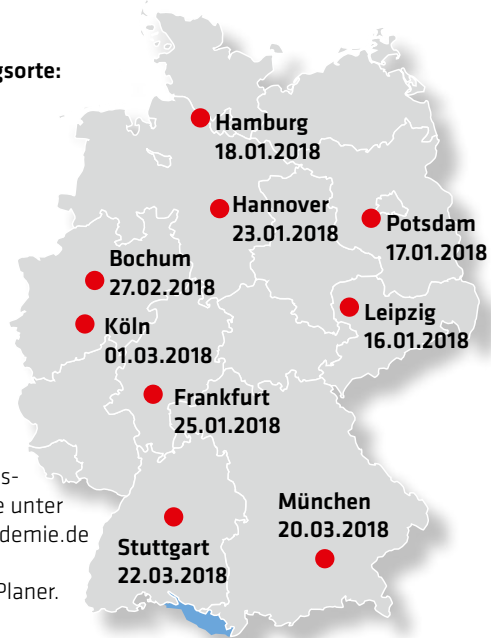 gsorte:
Hamburg
18.01.2018
Hannover
23.01.2018
Potsdam
17.01.2018
Bochum
27.02.2018
Leipzig
16.01.2018
Köln
01.03.2018
Frankfurt
25.01.2018
s-
e unter
demie.de
Planer.
München
20.03.2018
Stuttgart
22.03.2018